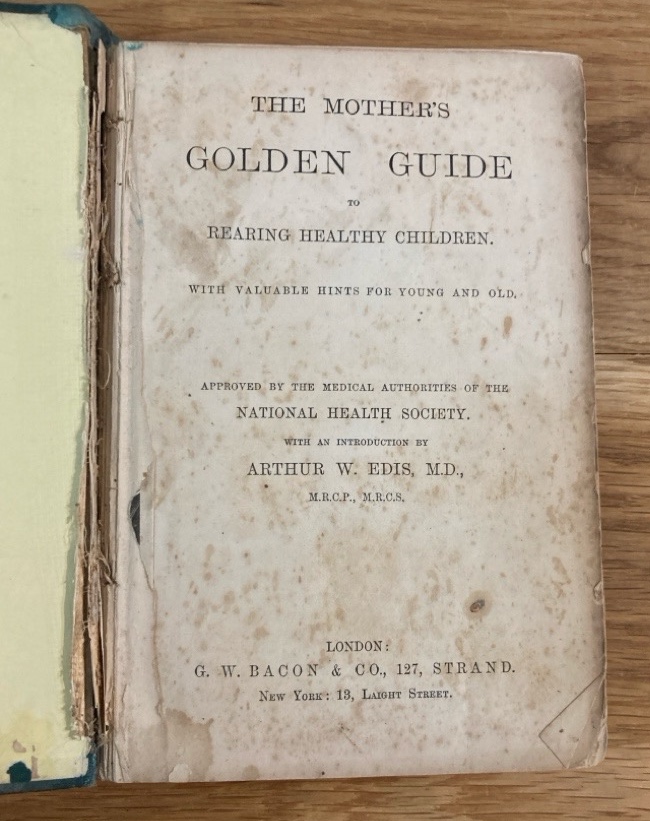 THE MOTHER'S
GOLDEN GUIDE
TO
REARING HEALTHY CHILDREN.
WITH VALUABLE HINTS FOR YOUNG AND OLD.
APPROVED BY THE MEDICAL AUTHORITIES OF THE
NATIONAL HEALTH SOCIETY.
WITH AN INTRODUCTION BY
ARTHUR W. EDIS, M.D.,
M.R.C.P., M.R.C.S.
LONDON:
G. W. BACON & CO., 127, STRAND.
NEW YORK: 13, LAIGHT STREET.